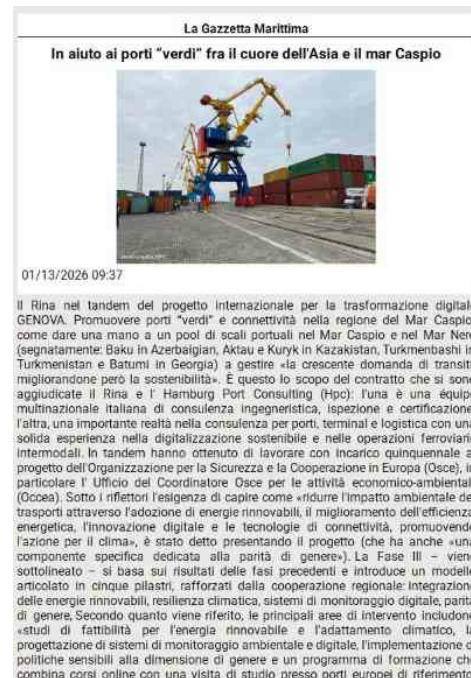 La Gazzetta Marittima
In aiuto ai porti "verdi" fra il cuore dell'Asia e il mar Caspio
01/13/2026 09:37
Il Rina nel tandem del progetto internazionale per la trasformazione digitale
GENOVA. Promuovere porti "verdi" e connettività nella regione del Mar Caspio,
come dare una mano a un pool di scali portuali nel Mar Caspio e nel Mar Nero
(segnatamente: Baku in Azerbaigian, Aktau e Kuryk in Kazakistan, Turkmenbashi in
Turkmenistan e Batumi in Georgia) a gestire «la crescente domanda di transiti
migliorandone però la sostenibilità». È questo lo scopo del contratto che si sono
aggiudicate il Rina e l' Hamburg Port Consulting (Hpc): l'una è una équipe
multinazionale italiana di consulenza ingegneristica, ispezione e certificazione,
l'altra, una importante realtà nella consulenza per porti, terminal e logistica con una
solida esperienza nella digitalizzazione sostenibile e nelle operazioni ferroviarie
intermodali. In tandem hanno ottenuto di lavorare con incarico quinquennale al
progetto dell'Organizzazione per la Sicurezza e la Cooperazione in Europa (Osce), in
particolare l' Ufficio del Coordinatore Osce per le attività economico-ambientali
(Occea). Sotto i riflettori l'esigenza di capire come «ridurre l'impatto ambientale dei
trasporti attraverso l'adozione di energie rinnovabili, il miglioramento dell'efficienza
energetica, l'innovazione digitale e le tecnologie di connettività, promuovendo
l'azione per il clima», è stato detto presentando il progetto (che ha anche «una
componente specifica dedicata alla parità di genere»). La Fase III – viene
sottolineato – si basa sui risultati delle fasi precedenti e introduce un modello
articolato in cinque pilastri, rafforzati dalla cooperazione regionale: integrazione
delle energie rinnovabili, resilienza climatica, sistemi di monitoraggio digitale, parità
di genere, Secondo quanto viene riferito, le principali aree di intervento includono
«studi di fattibilità per l'energia rinnovabile e l'adattamento climatico, la
progettazione di sistemi di monitoraggio ambientale e digitale, l'implementazione di
politiche sensibili alla dimensione di genere e un programma di formazione che
combina corsi online con una visita di studio presso porti europei di riferimento